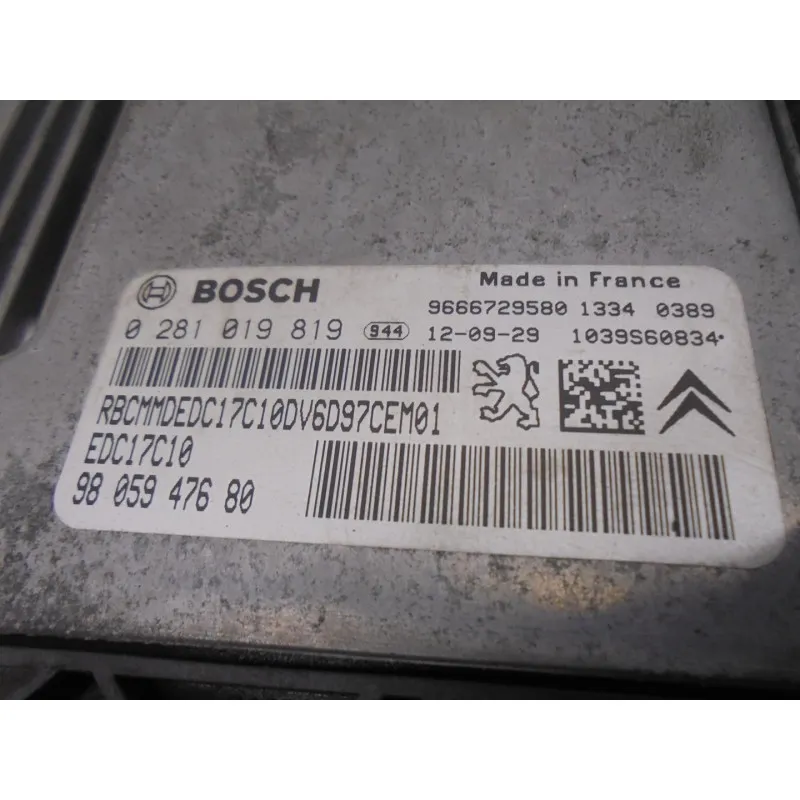 BOSCH
Made in France
9666729580 1334 0389
0 281 019 819 944 12-09-29 1039S60834
RBCMMDEDC17C10DV6D97CEM01
EDC17C10
98 059 476 80